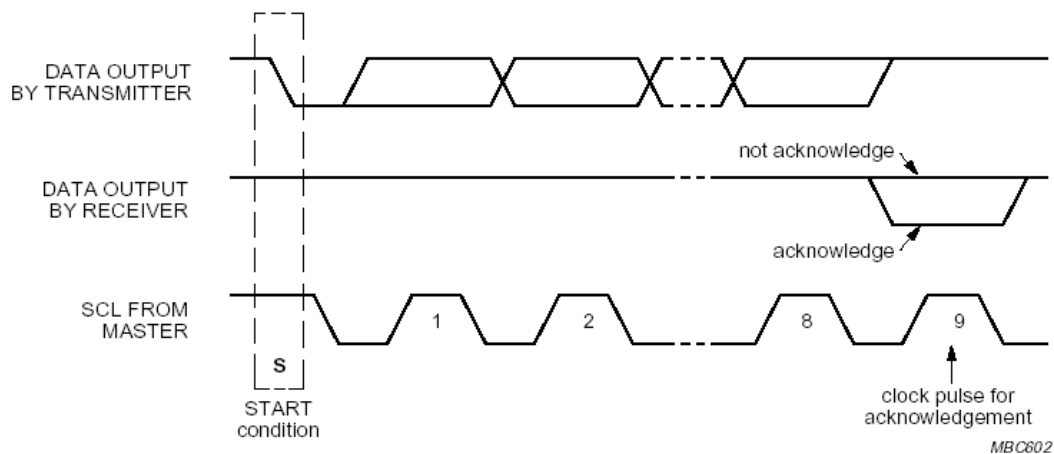 DATA OUTPUT
BY TRANSMITTER
not acknowledge
DATA OUTPUT
BY RECEIVER
acknowledge
SCL FROM
MASTER
1
2
8
9
S
START
condition
clock pulse for
acknowledgement
MBC602